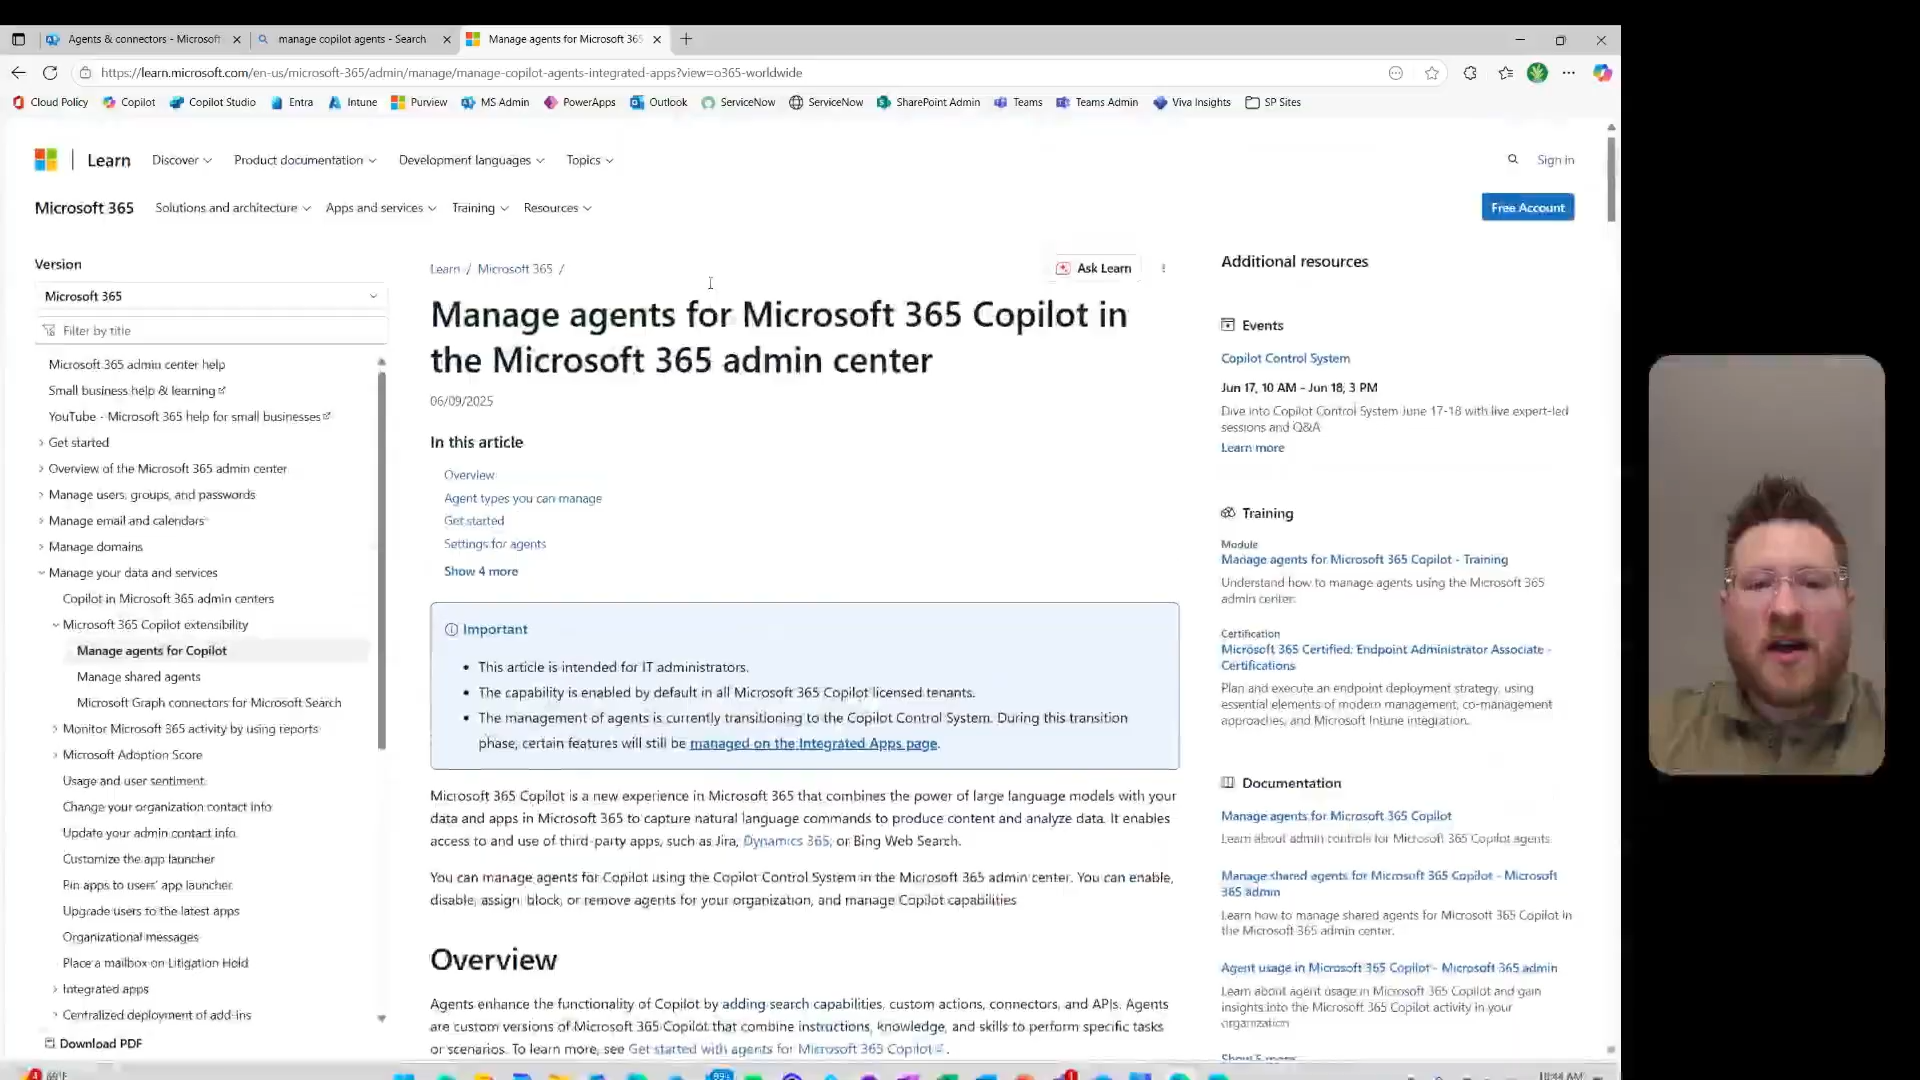 Agents & connectors - Microsoft
manage copilot agents - Search
Manage agents for Microsoft 365
https://learn.microsoft.com/en-us/microsoft-365/admin/manage/manage-copilot-agents-integrated-apps?view=o365-worldwide
Cloud Policy Copilot Copilot Studio Entra Intune Purview MS Admin PowerApps Outlook ServiceNow ServiceNow SharePoint Admin Teams Teams Admin Viva Insights SP Sites
Learn Discover Product documentation Development languages Topics Sign in
Microsoft 365 Solutions and architecture Apps and services Training Resources Free Account
Version
Microsoft 365
Filter by title
Microsoft 365 admin center help
Small business help & learning
YouTube - Microsoft 365 help for small businesses
Get started
Overview of the Microsoft 365 admin center
Manage users, groups, and passwords
Manage email and calendars
Manage domains
Manage your data and services
Copilot in Microsoft 365 admin centers
Microsoft 365 Copilot extensibility
Manage agents for Copilot
Manage shared agents
Microsoft Graph connectors for Microsoft Search
Monitor Microsoft 365 activity by using reports
Microsoft Adoption Score
Usage and user sentiment
Change your organization contact info
Update your admin contact info
Customize the app launcher
Pin apps to users' app launcher
Upgrade users to the latest apps
Organizational messages
Place a mailbox on Litigation Hold
Integrated apps
Centralized deployment of add-ins
Download PDF
Learn / Microsoft 365 /
Ask Learn
Manage agents for Microsoft 365 Copilot in
the Microsoft 365 admin center
06/09/2025
In this article
Overview
Agent types you can manage
Get started
Settings for agents
Show 4 more
Important
• This article is intended for IT administrators.
• The capability is enabled by default in all Microsoft 365 Copilot licensed tenants.
• The management of agents is currently transitioning to the Copilot Control System. During this transition
phase, certain features will still be managed on the Integrated Apps page.
Microsoft 365 Copilot is a new experience in Microsoft 365 that combines the power of large language models with your
data and apps in Microsoft 365 to capture natural language commands to produce content and analyze data. It enables
access to and use of third-party apps, such as Jira, Dynamics 365, or Bing Web Search.
You can manage agents for Copilot using the Copilot Control System in the Microsoft 365 admin center. You can enable,
disable, assign, block, or remove agents for your organization, and manage Copilot capabilities
Overview
Agents enhance the functionality of Copilot by adding search capabilities, custom actions, connectors, and APIs. Agents
are custom versions of Microsoft 365 Copilot that combine instructions, knowledge, and skills to perform specific tasks
or scenarios. To learn more, see Get started with agents for Microsoft 365 Copilot.
Additional resources
Events
Copilot Control System
Jun 17, 10 AM - Jun 18, 3 PM
Dive into Copilot Control System June 17-18 with live expert-led
sessions and Q&A
Learn more
Training
Module
Manage agents for Microsoft 365 Copilot - Training
Understand how to manage agents using the Microsoft 365
admin center.
Certification
Microsoft 365 Certified: Endpoint Administrator Associate -
Certifications
Plan and execute an endpoint deployment strategy, using
essential elements of modern management, co-management
approaches, and Microsoft Intune integration.
Documentation
Manage agents for Microsoft 365 Copilot
Learn about admin controls for Microsoft 365 Copilot agents
Manage shared agents for Microsoft 365 Copilot - Microsoft
365 admin
Learn how to manage shared agents for Microsoft 365 Copilot in
the Microsoft 365 admin center.
Agent usage in Microsoft 365 Copilot - Microsoft 365 admin
Learn about agent usage in Microsoft 365 Copilot and gain
insights into the Microsoft 365 Copilot activity in your
organization